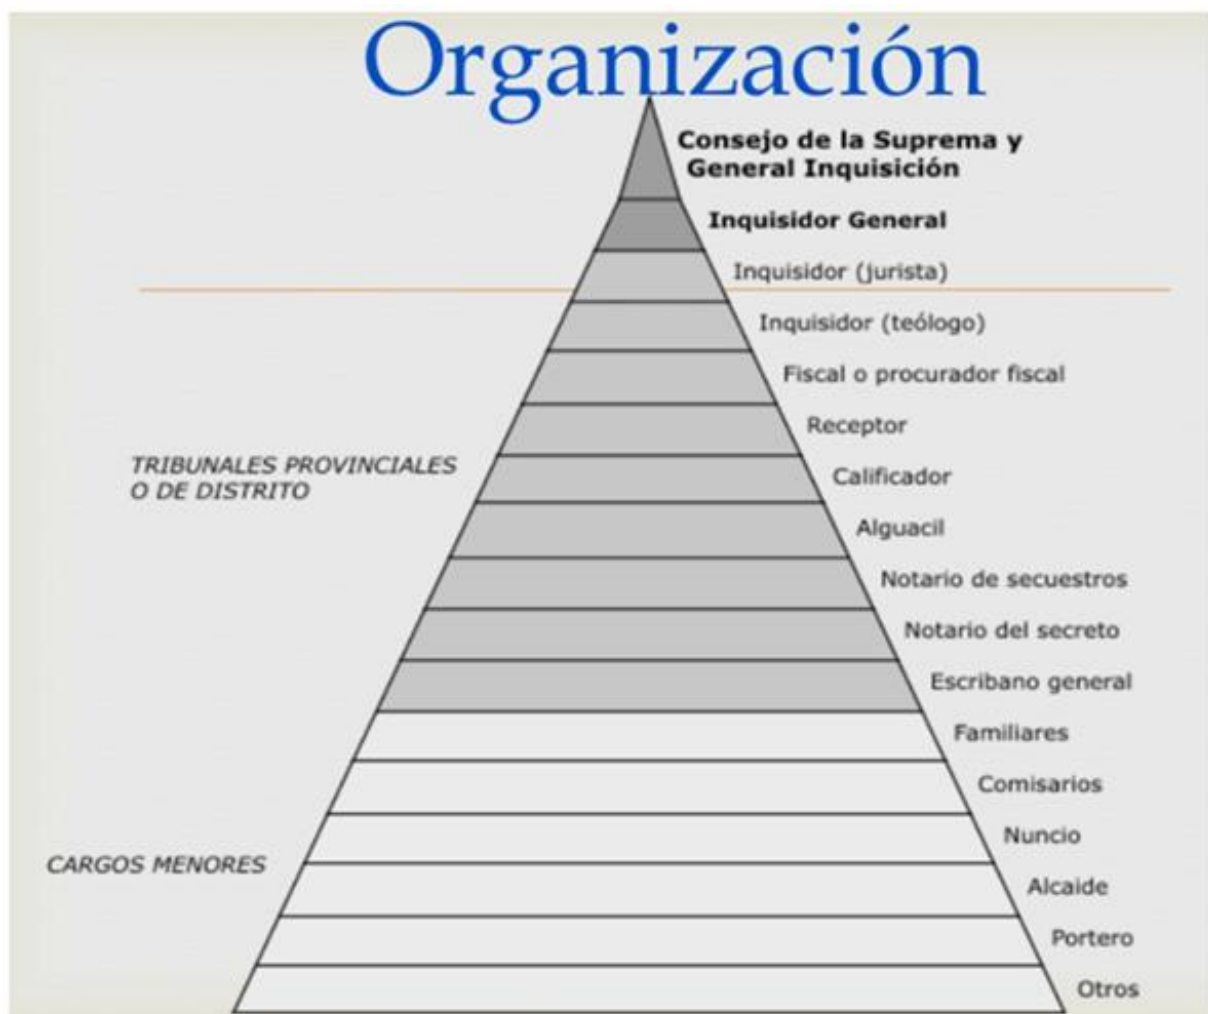 Organización
Consejo de la Suprema y
General Inquisición
Inquisidor General
Inquisidor (jurista)
Inquisidor (teólogo)
Fiscal o procurador fiscal
Receptor
TRIBUNALES PROVINCIALES
O DE DISTRITO
Calificador
Alguacil
Notario de secuestros
Notario del secreto
Escribano general
Familiares
Comisarios
Nuncio
CARGOS MENORES
Alcaide
Portero
Otros